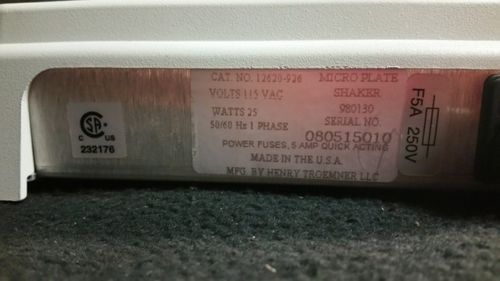 CAT. NO. 12620-926 MICRO PLATE
VOLTS 115 VAC SHAKER
WATTS 25 980130
50/60 Hz 1 PHASE SERIAL NO.
080515010
POWER FUSES, 5 AMP QUICK ACTING
MADE IN THE U.S.A.
MFG. BY HENRY TROEMNER LLC
C SA US
232176
F5A 250V